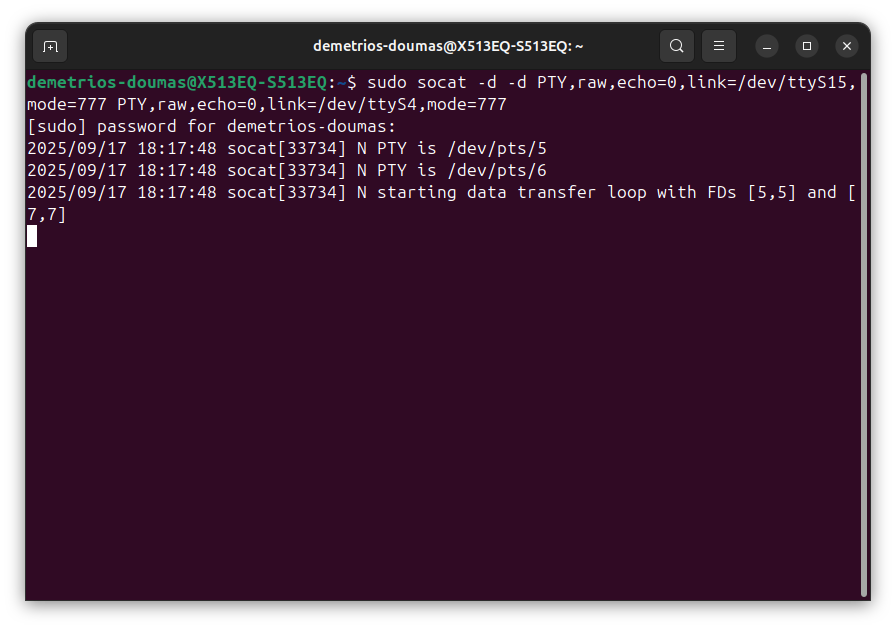 demetrios-doumas@X513EQ-S513EQ: ~
demetrios-doumas@X513EQ-S513EQ:~$ sudo socat -d -d PTY,raw,echo=0,link=/dev/ttyS15,
mode=777 PTY,raw,echo=0,link=/dev/ttyS4,mode=777
[sudo] password for demetrios-doumas:
2025/09/17 18:17:48 socat[33734] N PTY is /dev/pts/5
2025/09/17 18:17:48 socat[33734] N PTY is /dev/pts/6
2025/09/17 18:17:48 socat[33734] N starting data transfer loop with FDs [5,5] and [
7,7]